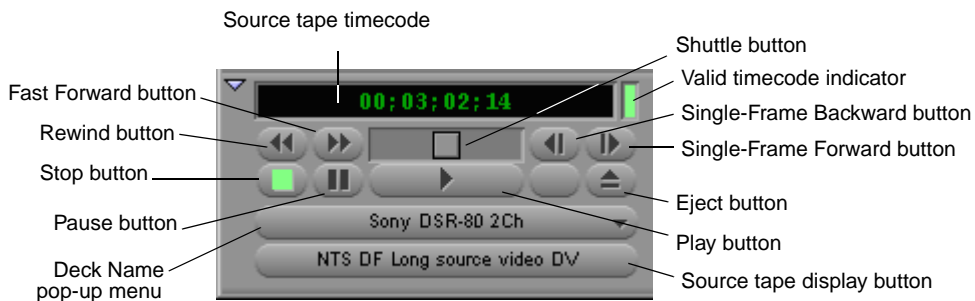 Source tape timecode
Shuttle button
Valid timecode indicator
Fast Forward button
00;03;02;14
Single-Frame Backward button
Rewind button
Single-Frame Forward button
Stop button
Eject button
Pause button
Sony DSR-80 2Ch
Play button
Deck Name
pop-up menu
NTS DF Long source video DV
Source tape display button